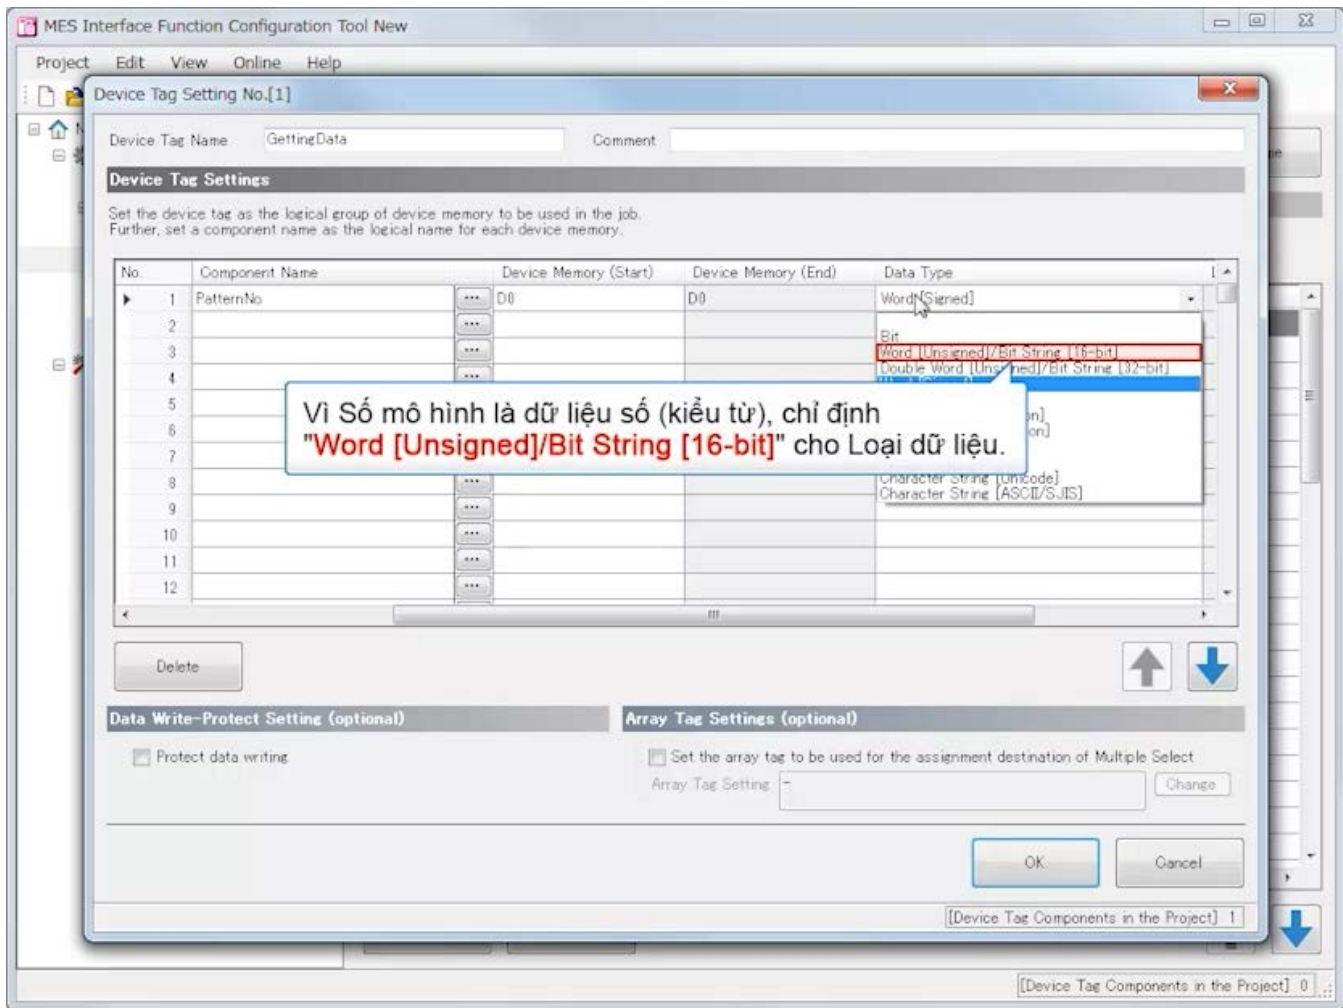 MES Interface Function Configuration Tool New
Project Edit View Online Help
Device Tag Setting No.[1]
Device Tag Name GettingData Comment
Device Tag Settings
Set the device tag as the logical group of device memory to be used in the job.
Further, set a component name as the logical name for each device memory.
No. Component Name Device Memory (Start) Device Memory (End) Data Type
1 PatternNo ... D0 D0 Word [Signed]
2 ...
Bit
3 ... Word [Unsigned]/Bit String [16-bit]
Double Word [Unsigned]/Bit String [32-bit]
4 ...
5
6
7
Vì Số mô hình là dữ liệu số (kiểu từ), chỉ định
"Word [Unsigned]/Bit String [16-bit]" cho Loại dữ liệu.
8 ... Character String [Unicode]
Character String [ASCII/SJIS]
9 ...
10 ...
11 ...
12 ...
Delete
Data Write-Protect Setting (optional) Array Tag Settings (optional)
Protect data writing Set the array tag to be used for the assignment destination of Multiple Select
Array Tag Setting - Change
OK Cancel
[Device Tag Components in the Project] 1
[Device Tag Components in the Project] 0